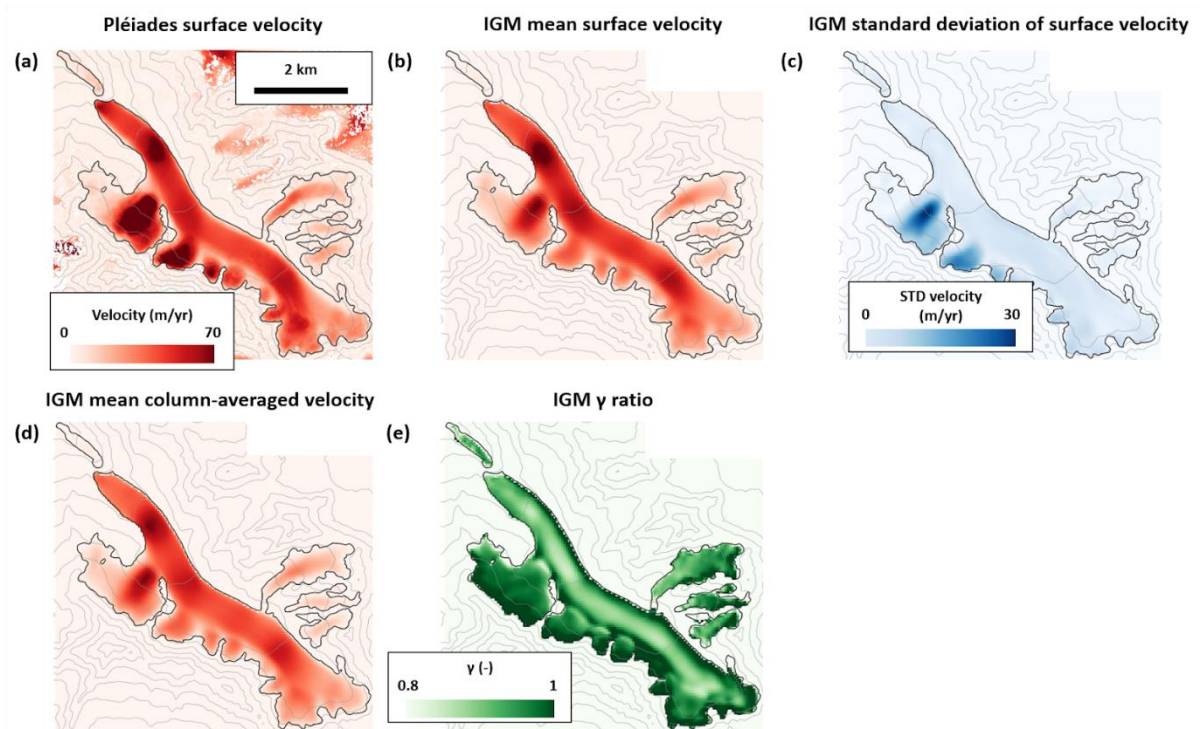 Pléiades surface velocity
IGM mean surface velocity
IGM standard deviation of surface velocity
(a)
2 km
(b)
(c)
Velocity (m/yr)
0
70
STD velocity
(m/yr)
0
30
IGM mean column-averaged velocity
IGM γ ratio
(d)
(e)
γ (-)
0.8
1